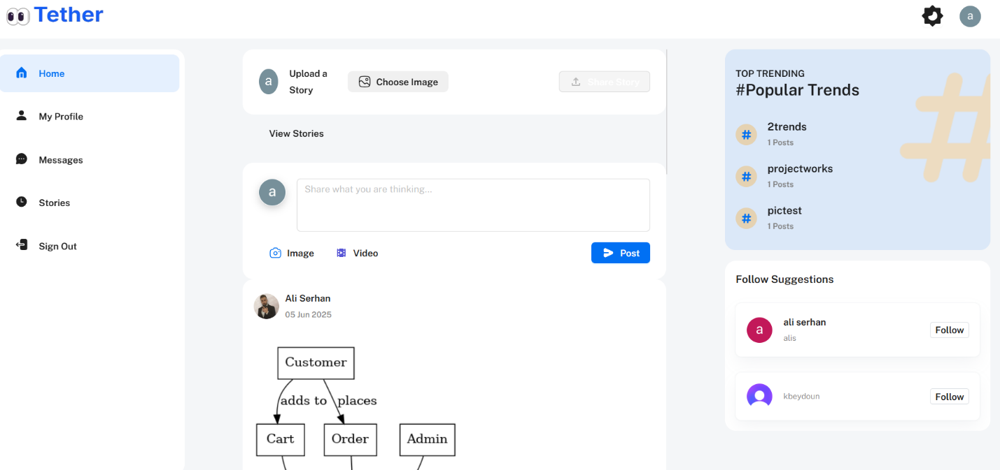 Tether
a
Home
My Profile
Messages
Stories
Sign Out
a
Upload a
Story
Choose Image
Share Story
View Stories
a
Share what you are thinking...
Image
Video
Post
Ali Serhan
05 Jun 2025
Customer
adds to
places
Cart
Order
Admin
TOP TRENDING
#Popular Trends
#
#
2trends
1 Posts
#
projectworks
1 Posts
#
pictest
1 Posts
Follow Suggestions
a
ali serhan
alis
Follow
kbeydoun
Follow